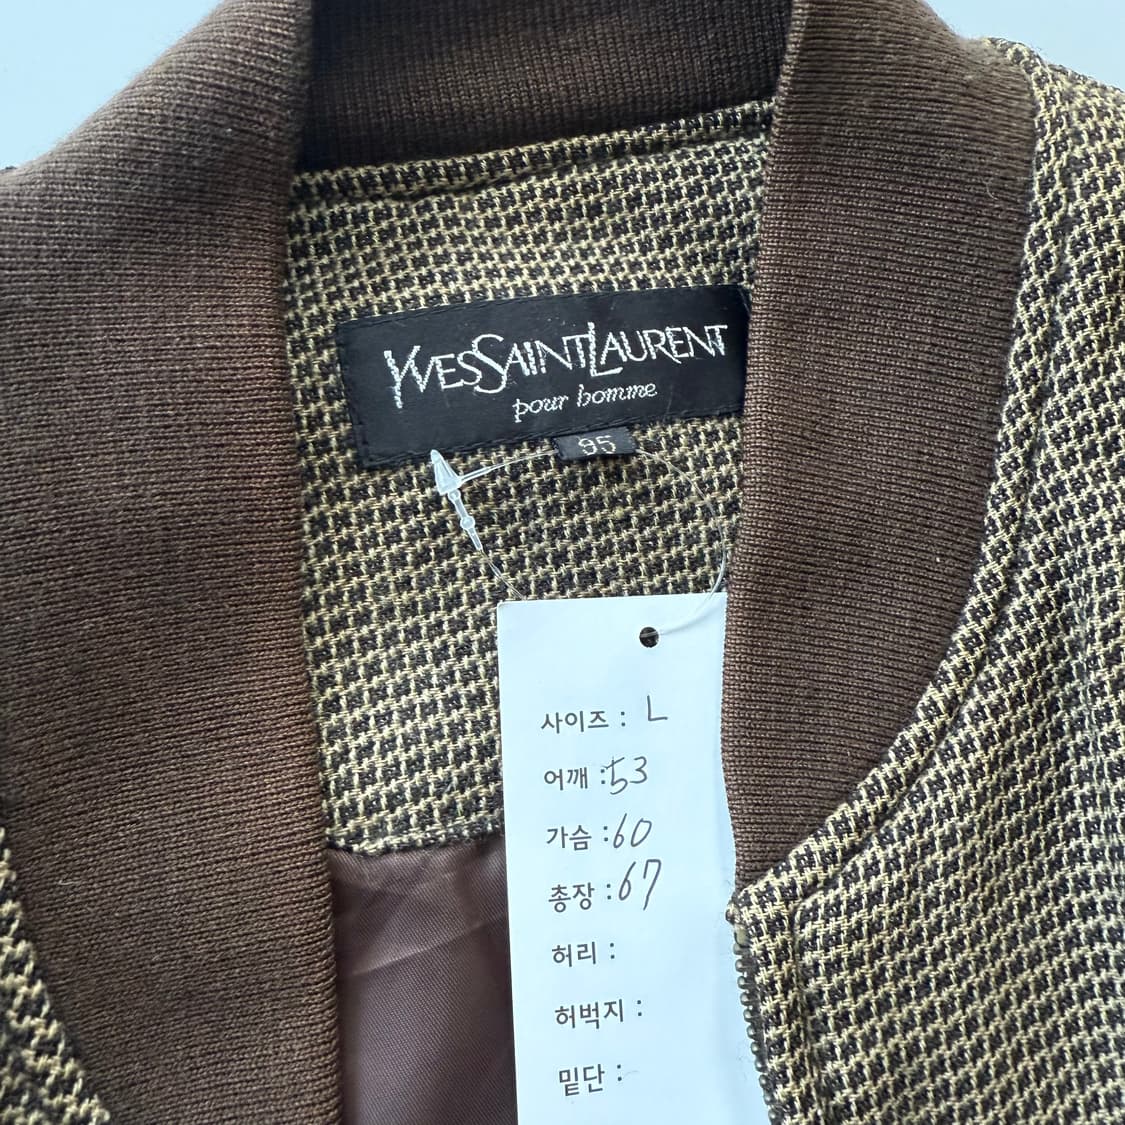 YVESSAINTLAURENT
pour homme
95
사이즈 : L
어깨 : 53
가슴 : 60
총장 : 67
허리 :
허벅지 :
밑단 :